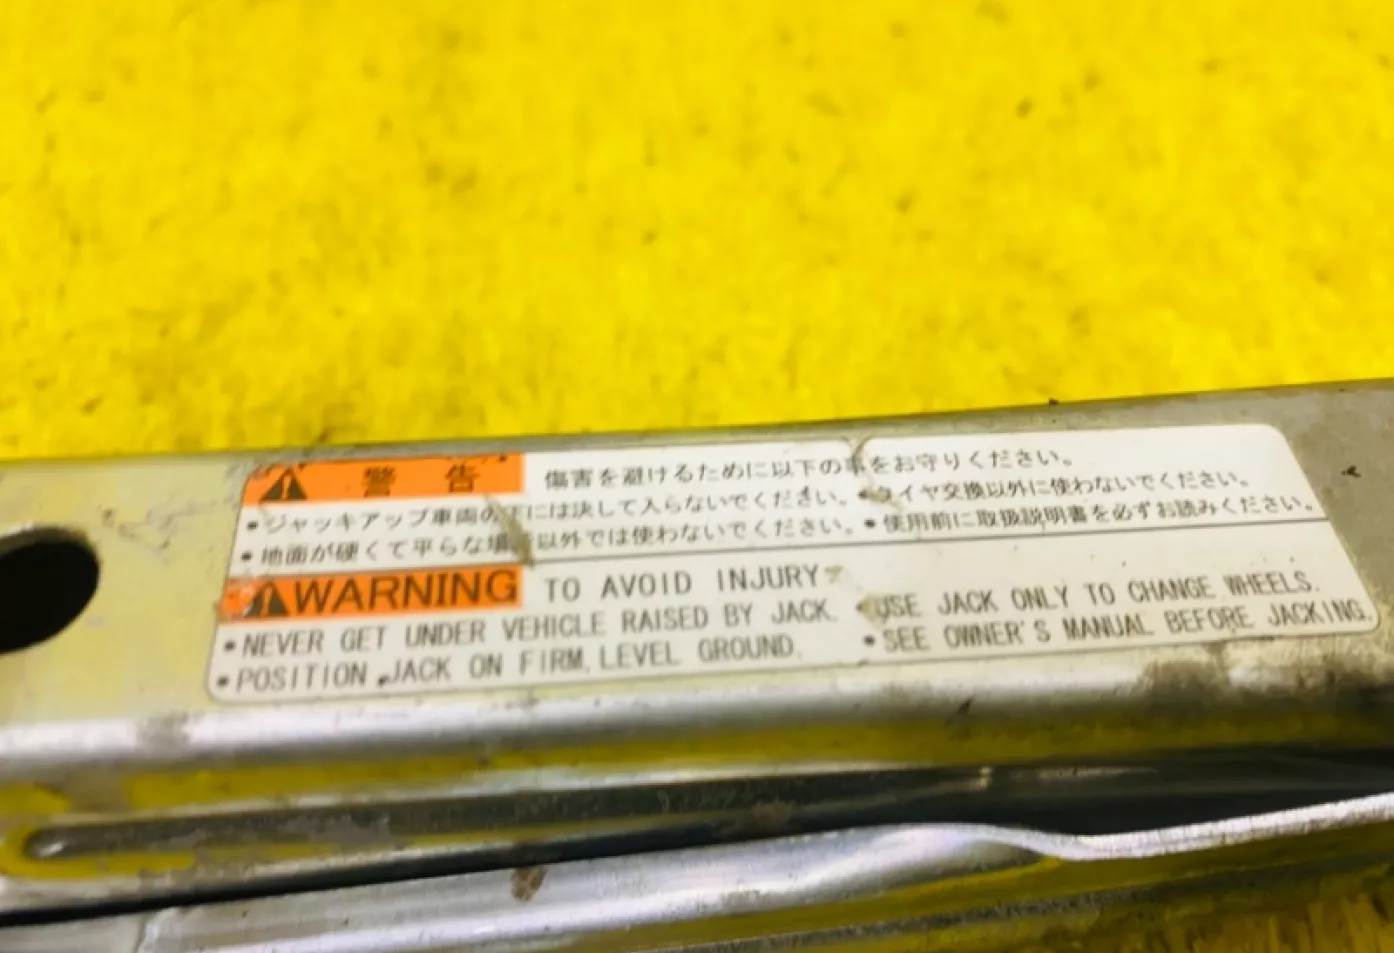 警告 傷害を避けるために以下の事をお守りください。
•ジャッキアップ車両の下には決して入らないでください。 •タイヤ交換以外に使わないでください。
•地面が硬くて平らな場所以外では使わないでください。 •使用前に取扱説明書を必ずお読みください。
WARNING TO AVOID INJURY
•NEVER GET UNDER VEHICLE RAISED BY JACK. •USE JACK ONLY TO CHANGE WHEELS.
•POSITION JACK ON FIRM, LEVEL GROUND. •SEE OWNER'S MANUAL BEFORE JACKING.